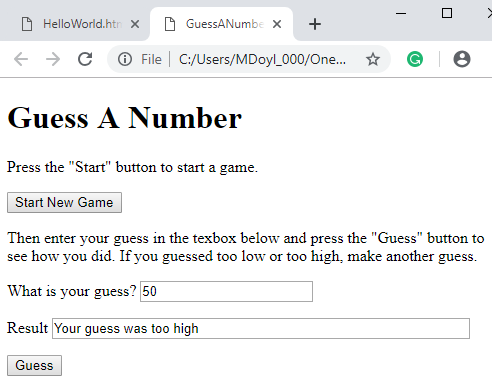 HelloWorld.htm
GuessANumbe
File | C:/Users/MDoyl_000/One...
Guess A Number
Press the "Start" button to start a game.
Start New Game
Then enter your guess in the texbox below and press the "Guess" button to
see how you did. If you guessed too low or too high, make another guess.
What is your guess? 50
Result Your guess was too high
Guess